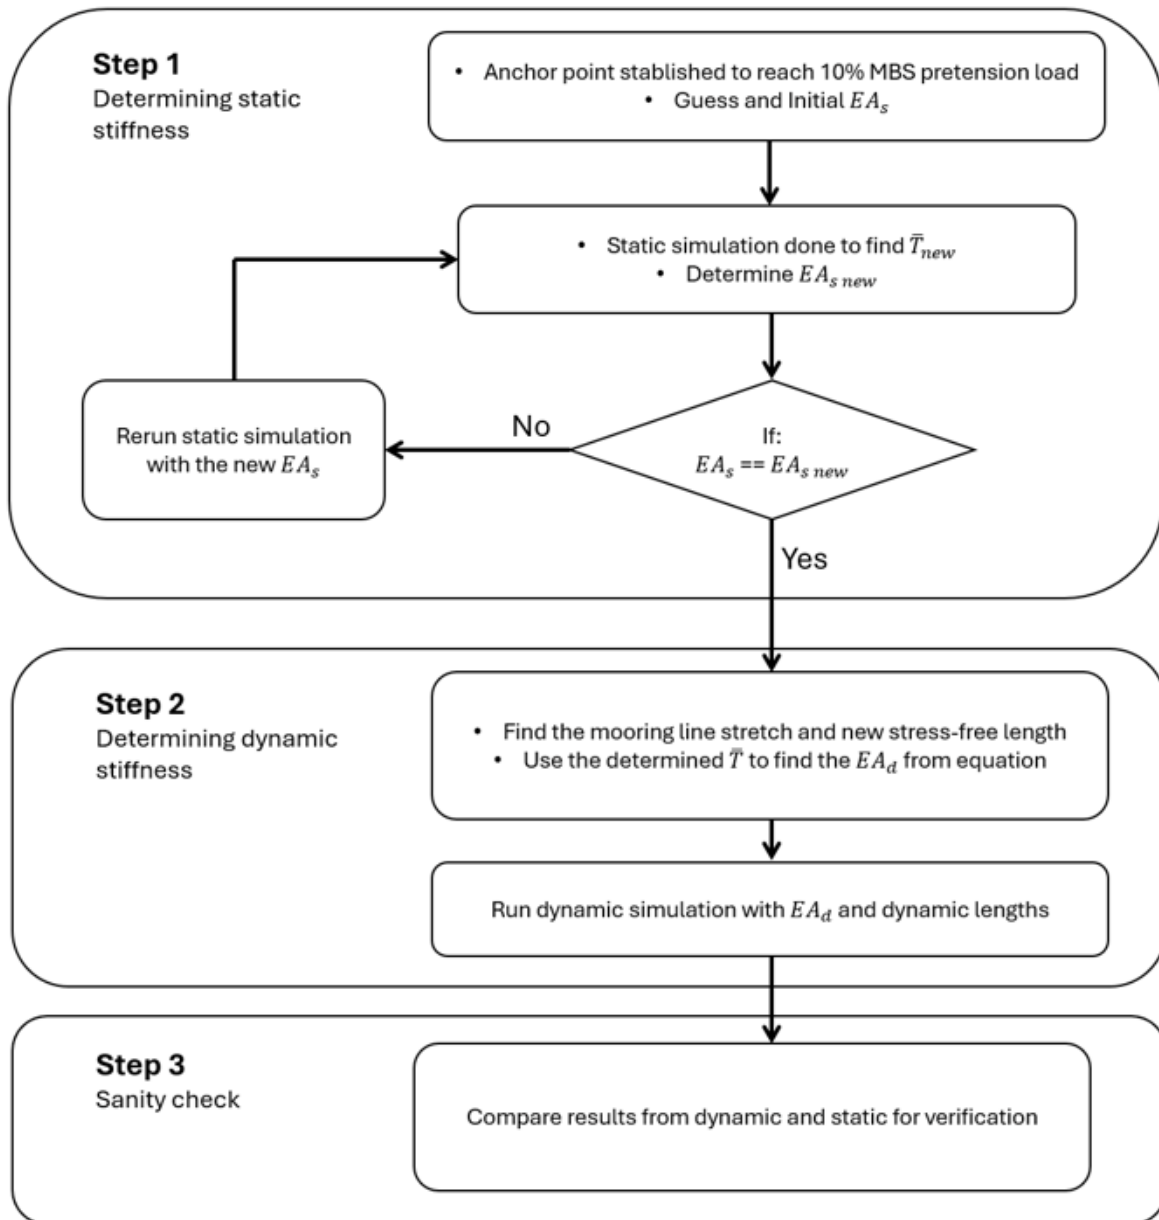 Step 1
Determining static
stiffness
• Anchor point stablished to reach 10% MBS pretension load
• Guess and Initial EAₛ
• Static simulation done to find T̄ₙₑw
• Determine EAₛ ₙₑw
Rerun static simulation
with the new EAₛ
No
If:
EAₛ == EAₛ ₙₑw
Yes
Step 2
Determining dynamic
stiffness
• Find the mooring line stretch and new stress-free length
• Use the determined T̄ to find the EA_d from equation
Run dynamic simulation with EA_d and dynamic lengths
Step 3
Sanity check
Compare results from dynamic and static for verification